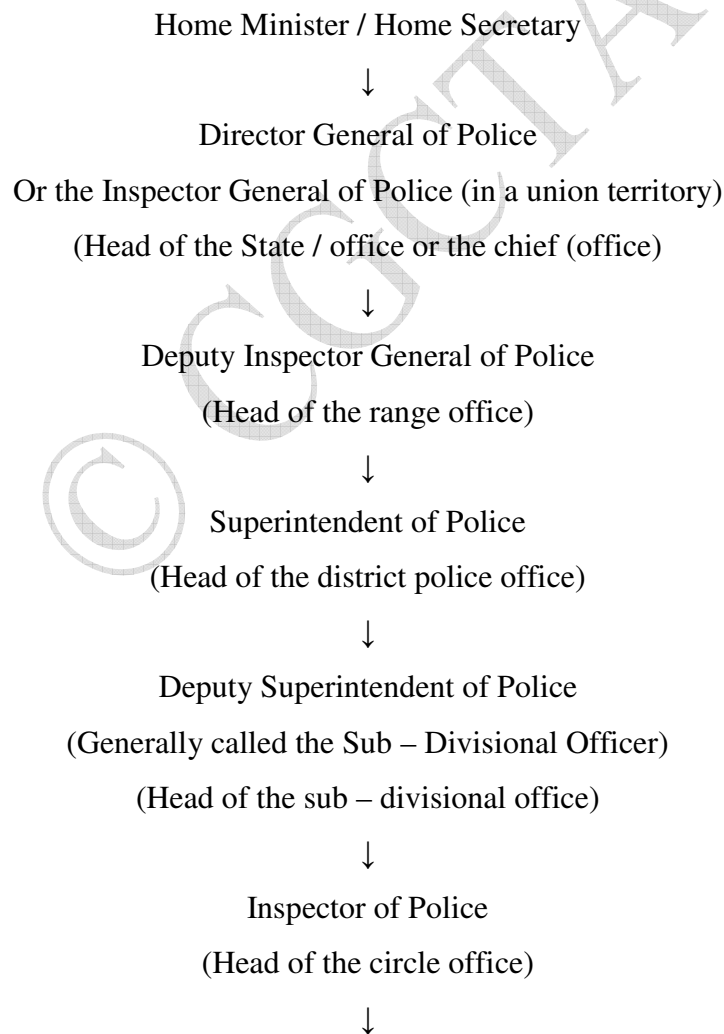 Home Minister / Home Secretary
↓
Director General of Police
Or the Inspector General of Police (in a union territory)
(Head of the State / office or the chief (office)
↓
Deputy Inspector General of Police
(Head of the range office)
↓
Superintendent of Police
(Head of the district police office)
↓
Deputy Superintendent of Police
(Generally called the Sub – Divisional Officer)
(Head of the sub – divisional office)
↓
Inspector of Police
(Head of the circle office)
↓
© CGCTA